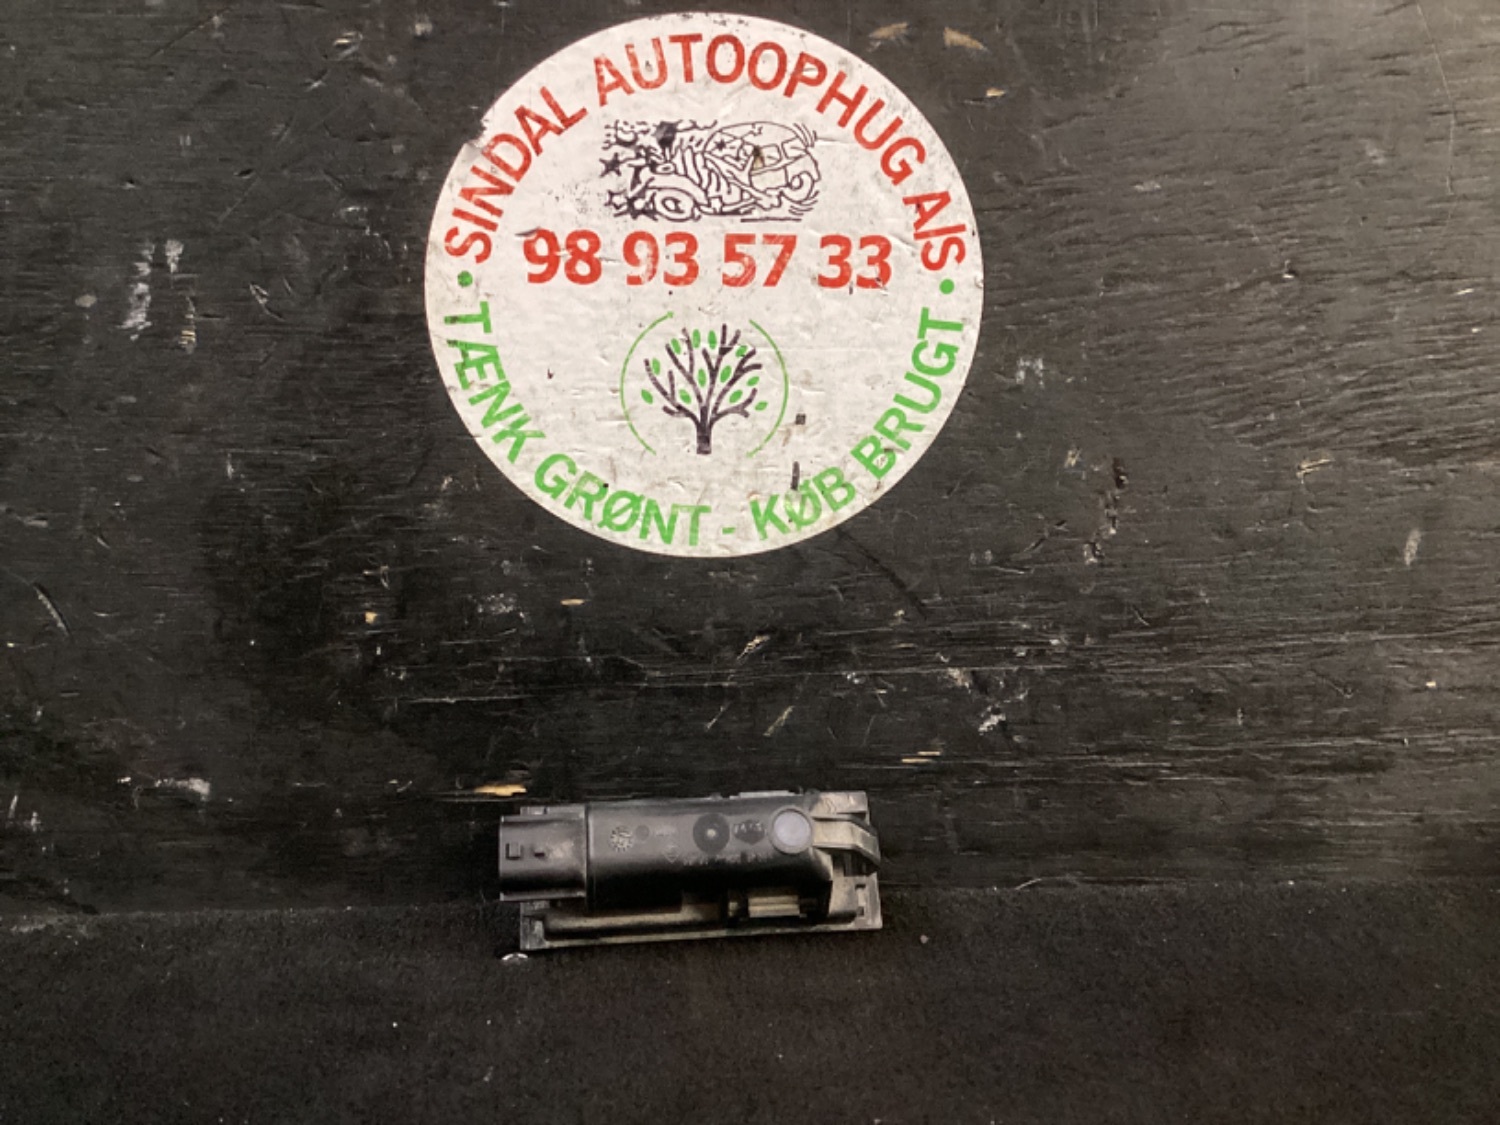 SINDAL AUTOOPHUG A/S
98 93 57 33
• TÆNK GRØNT - KØB BRUGT •